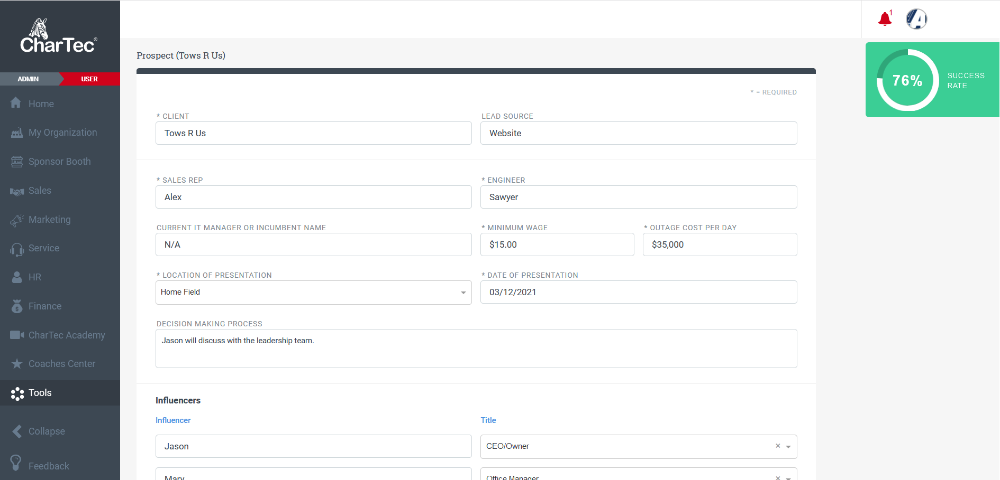 CharTec®
ADMIN
USER
Home
My Organization
Sponsor Booth
Sales
Marketing
Service
HR
Finance
CharTec Academy
Coaches Center
Tools
Collapse
Feedback
1
A
76%
SUCCESS
RATE
Prospect (Tows R Us)
* = REQUIRED
* CLIENT
Tows R Us
LEAD SOURCE
Website
* SALES REP
Alex
* ENGINEER
Sawyer
CURRENT IT MANAGER OR INCUMBENT NAME
N/A
* MINIMUM WAGE
$15.00
* OUTAGE COST PER DAY
$35,000
* LOCATION OF PRESENTATION
Home Field
* DATE OF PRESENTATION
03/12/2021
DECISION MAKING PROCESS
Jason will discuss with the leadership team.
Influencers
Influencer
Title
Jason
CEO/Owner
×
Mary
Office Manager
×